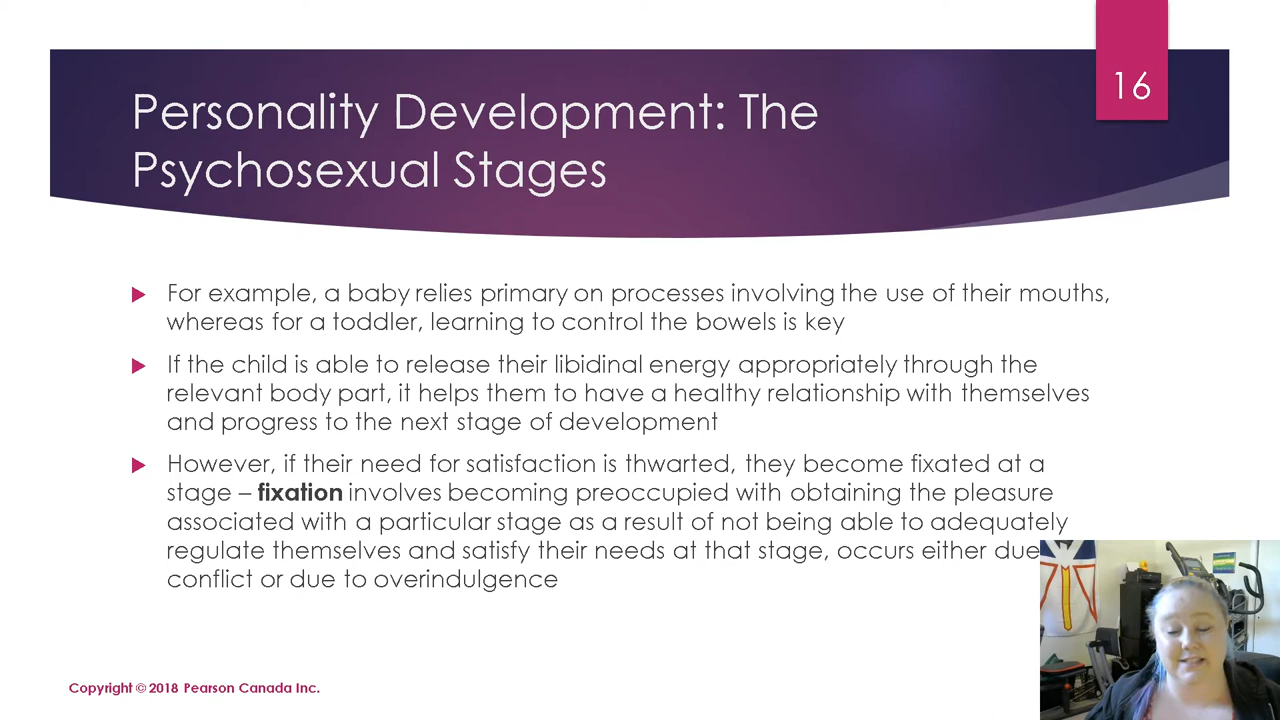 16
Personality Development: The
Psychosexual Stages
For example, a baby relies primary on processes involving the use of their mouths,
whereas for a toddler, learning to control the bowels is key
If the child is able to release their libidinal energy appropriately through the
relevant body part, it helps them to have a healthy relationship with themselves
and progress to the next stage of development
However, if their need for satisfaction is thwarted, they become fixated at a
stage – fixation involves becoming preoccupied with obtaining the pleasure
associated with a particular stage as a result of not being able to adequately
regulate themselves and satisfy their needs at that stage, occurs either due
conflict or due to overindulgence
Copyright © 2018 Pearson Canada Inc.